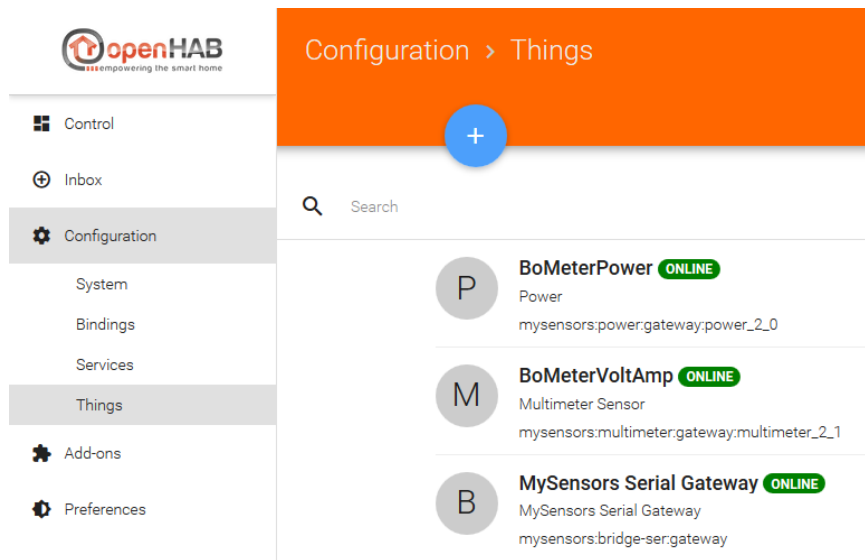 openHAB
empowering the smart home
Configuration > Things
Control
+
Inbox
Search
Configuration
System
Bindings
Services
Things
Add-ons
Preferences
P
BoMeterPower ONLINE
Power
mysensors:power:gateway:power_2_0
M
BoMeterVoltAmp ONLINE
Multimeter Sensor
mysensors:multimeter:gateway:multimeter_2_1
B
MySensors Serial Gateway ONLINE
MySensors Serial Gateway
mysensors:bridge-ser:gateway